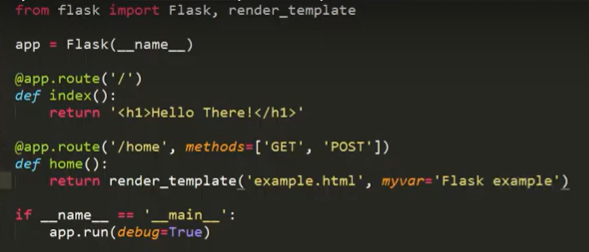 from flask import Flask, render_template
app = Flask(__name__)
@app.route('/')
def index():
    return '<h1>Hello There!</h1>'
@app.route('/home', methods=['GET', 'POST'])
def home():
    return render_template('example.html', myvar='Flask example')
if __name__ == '__main__':
    app.run(debug=True)